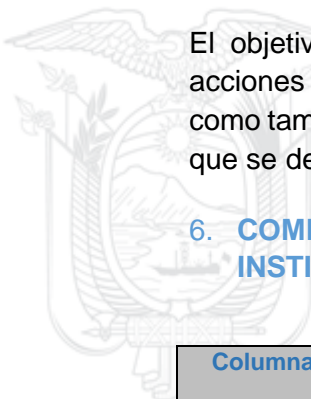 El objetiv
acciones
como tam
que se de
6. COM
INSTI
Columna